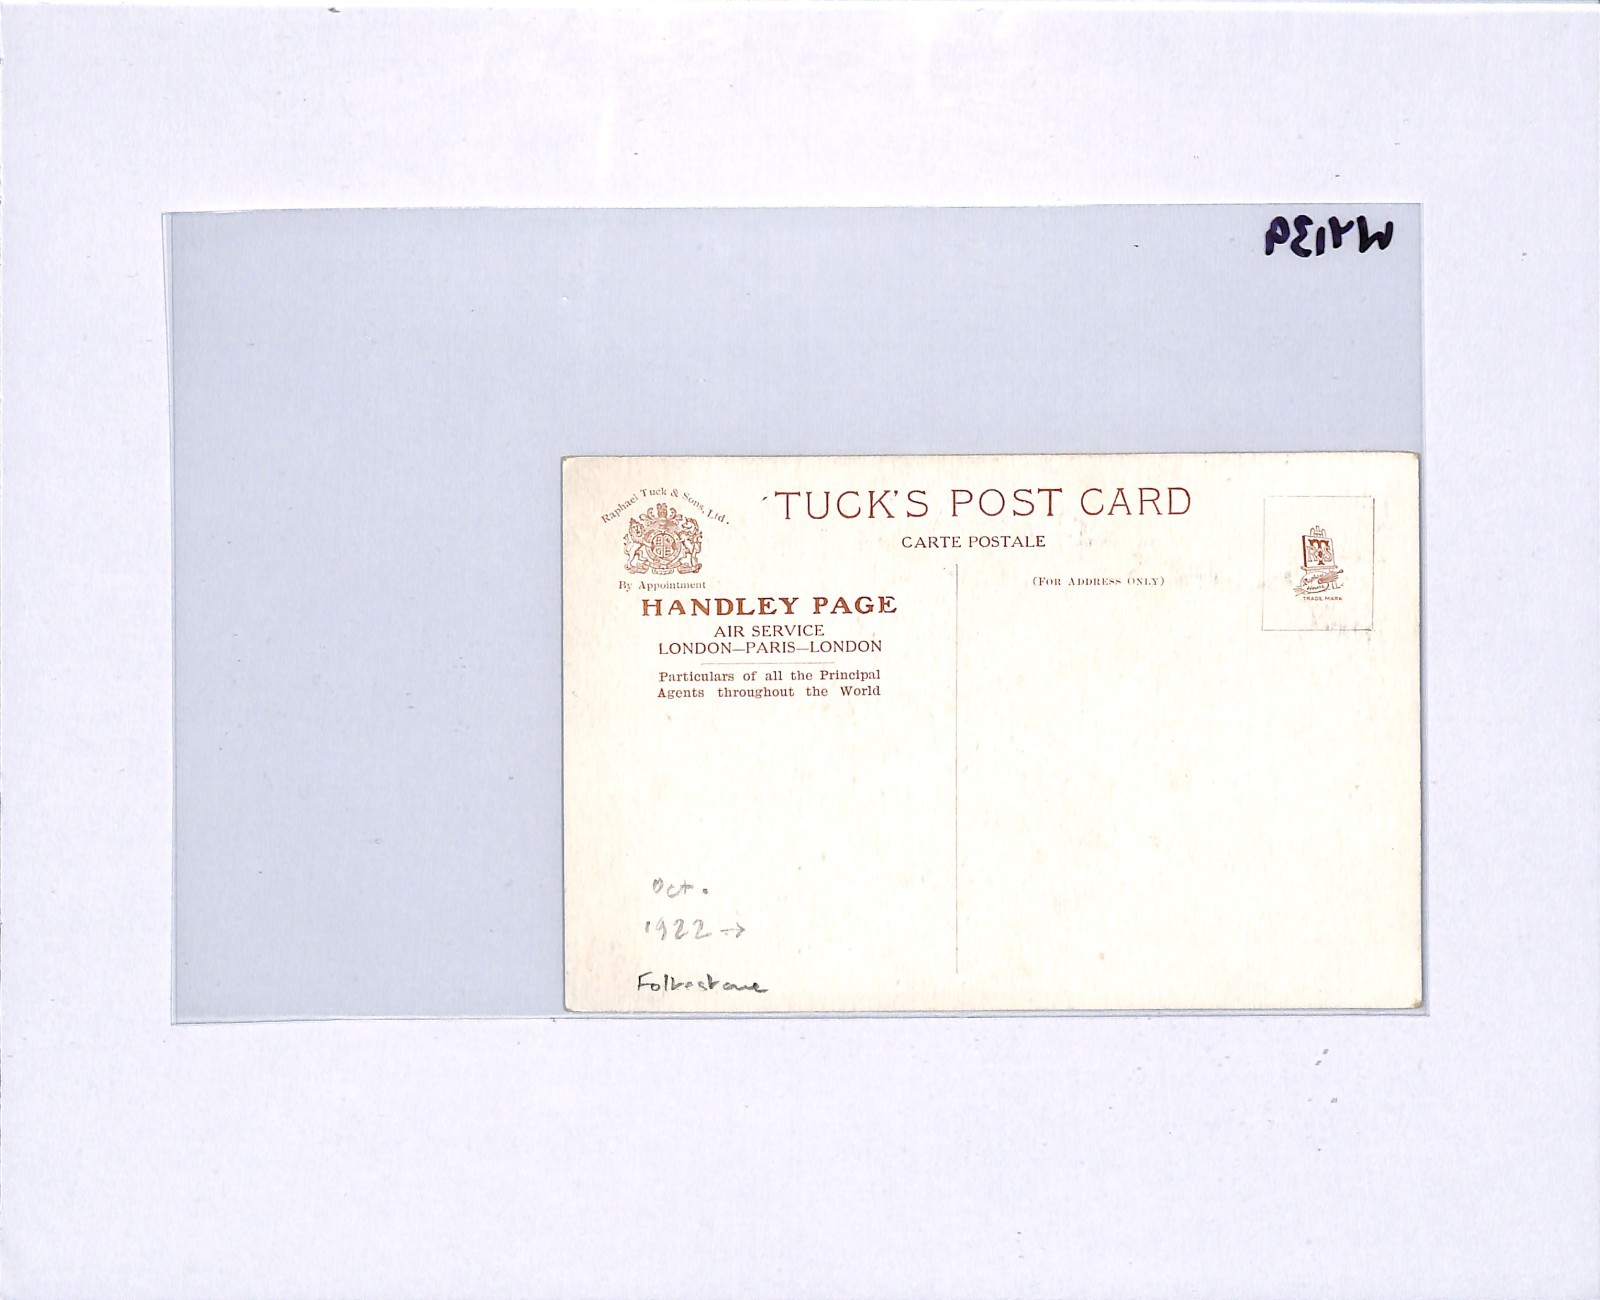 Raphael Tuck & Sons, Ltd.
By Appointment
TUCK'S POST CARD
CARTE POSTALE
(FOR ADDRESS ONLY)
TRADE MARK
HANDLEY PAGE
AIR SERVICE
LONDON—PARIS—LONDON
Particulars of all the Principal
Agents throughout the World
Oct.
1922 →
Folkestone